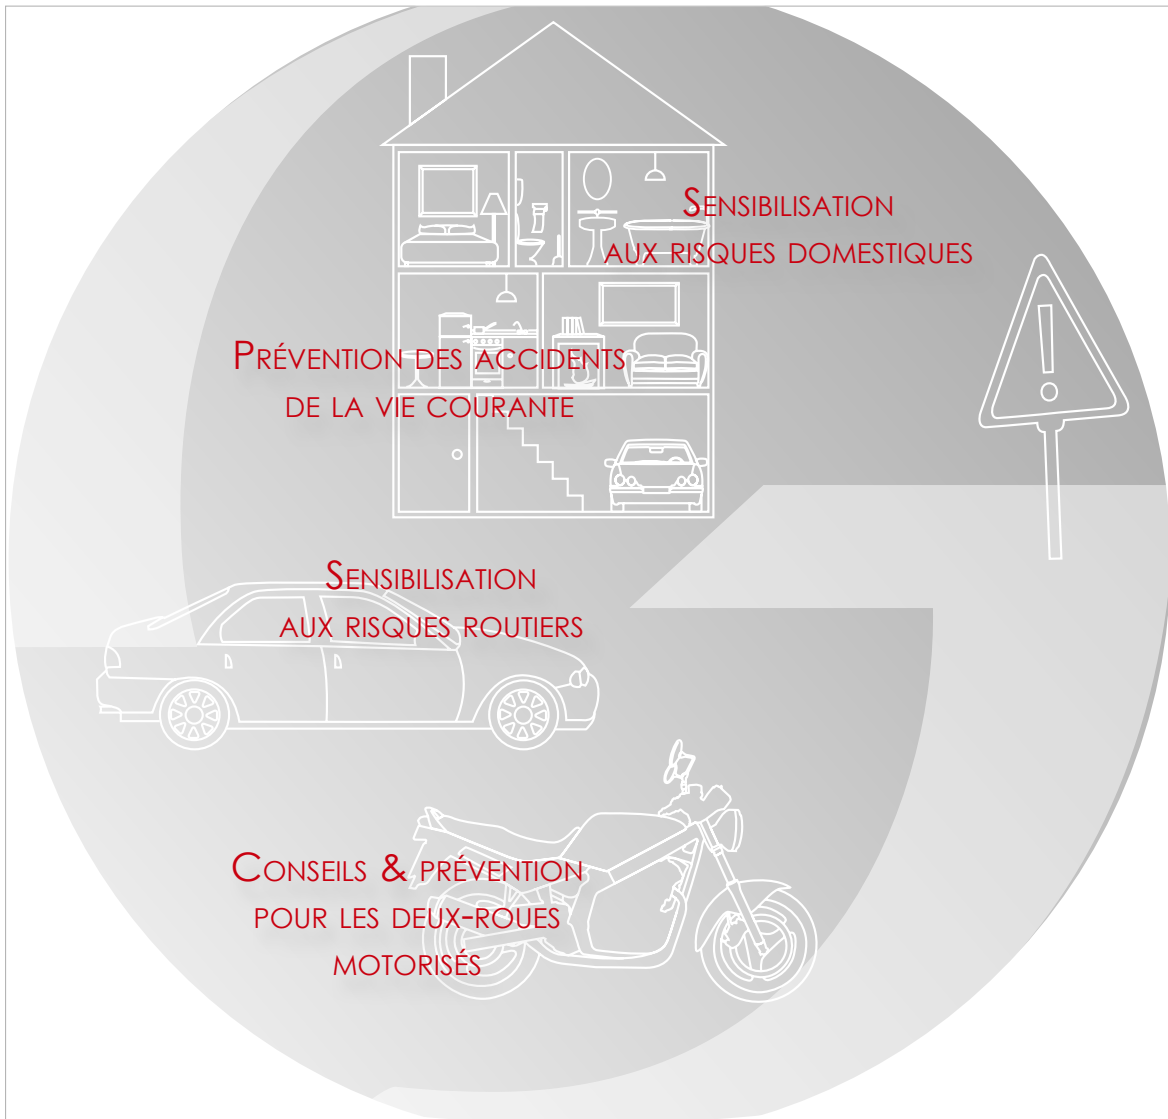 Sensibilisation
aux risques domestiques
Prévention des accidents
de la vie courante
Sensibilisation
aux risques routiers
Conseils & prévention
pour les deux-roues
motorisés